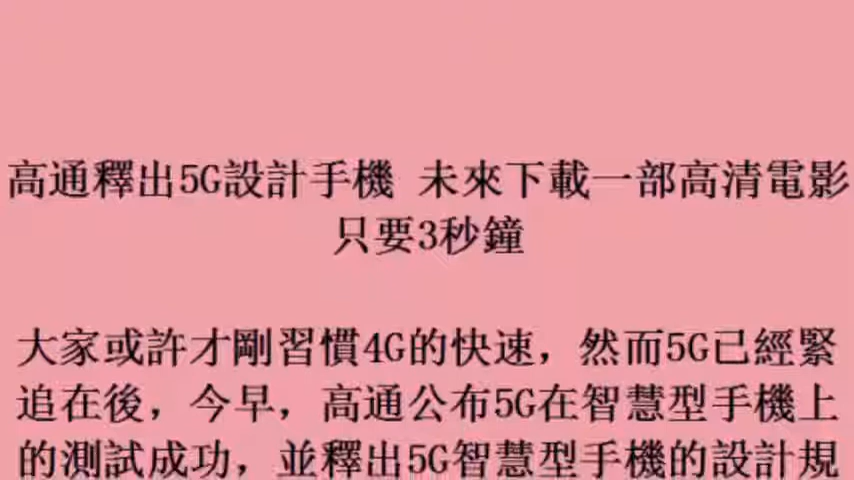 高通釋出5G設計手機 未來下載一部高清電影
只要3秒鐘
大家或許才剛習慣4G的快速，然而5G已經緊
追在後，今早，高通公布5G在智慧型手機上
的測試成功，並釋出5G智慧型手機的設計規